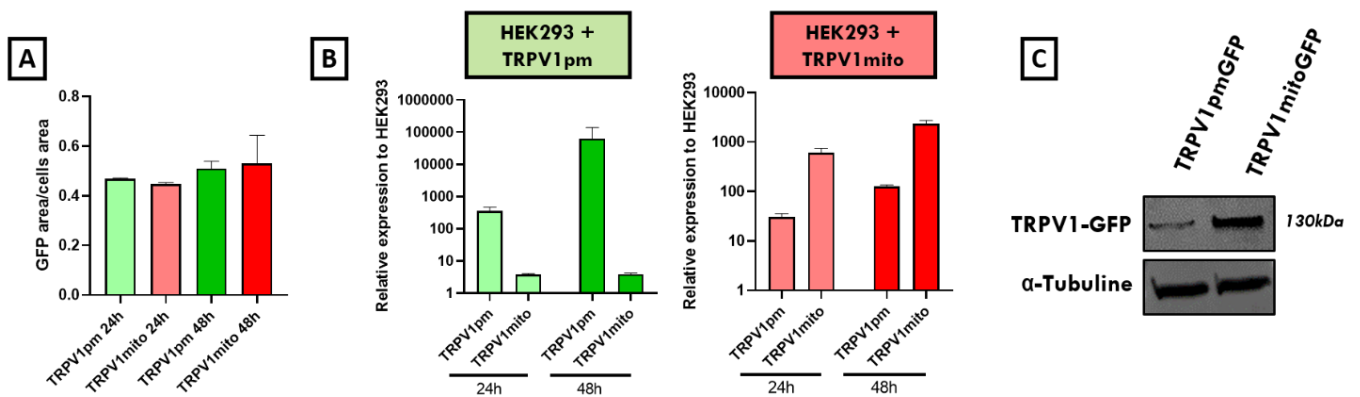 A
GFP area/cells area
0.8
0.6
0.4
0.2
0.0
TRPV1pm 24h
TRPV1mito 24h
TRPV1pm 48h
TRPV1mito 48h
B
HEK293 +
TRPV1pm
Relative expression to HEK293
1000000
100000
10000
1000
100
10
1
TRPV1pm
TRPV1mito
TRPV1pm
TRPV1mito
24h
48h
HEK293 +
TRPV1mito
Relative expression to HEK293
10000
1000
100
10
1
TRPV1pm
TRPV1mito
TRPV1pm
TRPV1mito
24h
48h
C
TRPV1pmGFP
TRPV1mitoGFP
TRPV1-GFP
130kDa
α-Tubuline